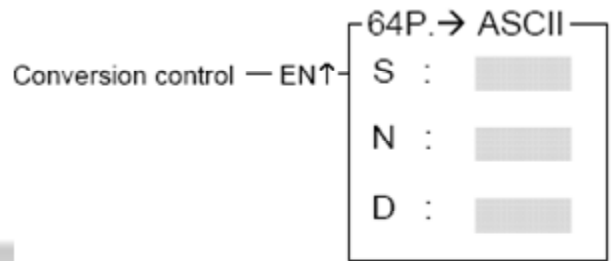 64P.→ ASCII
Conversion control — EN↑
S :
N :
D :